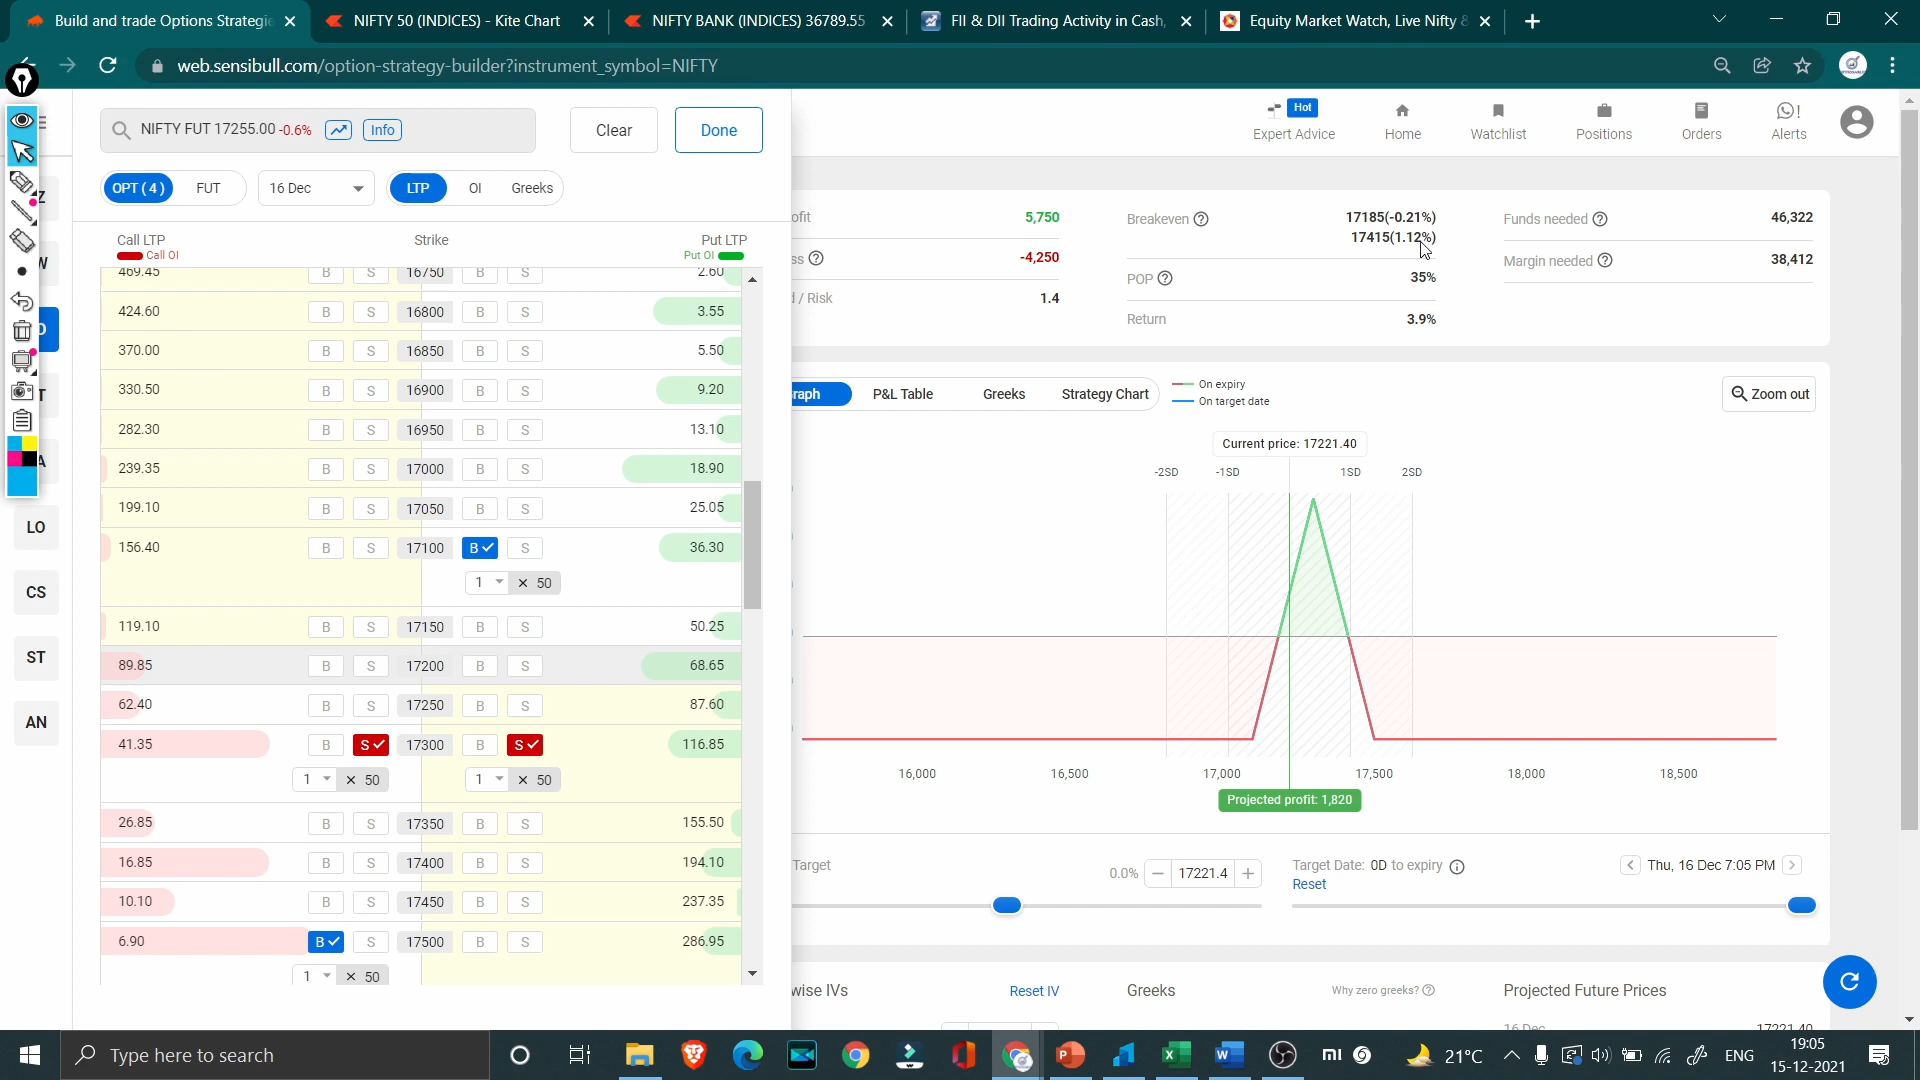 Build and trade Options Strategie
NIFTY 50 (INDICES) - Kite Chart
NIFTY BANK (INDICES) 36789.55
FII & DII Trading Activity in Cash,
Equity Market Watch, Live Nifty &
web.sensibull.com/option-strategy-builder?instrument_symbol=NIFTY
NIFTY FUT 17255.00 -0.6% Info
Clear
Done
Hot
Expert Advice
Home
Watchlist
Positions
Orders
Alerts
OPT ( 4 ) FUT
16 Dec
LTP OI Greeks
Call LTP Strike Put LTP
Call OI Put OI
469.45 B S 16750 B S 2.60
424.60 B S 16800 B S 3.55
370.00 B S 16850 B S 5.50
330.50 B S 16900 B S 9.20
282.30 B S 16950 B S 13.10
239.35 B S 17000 B S 18.90
199.10 B S 17050 B S 25.05
156.40 B S 17100 B S 36.30
1 × 50
119.10 B S 17150 B S 50.25
89.85 B S 17200 B S 68.65
62.40 B S 17250 B S 87.60
41.35 B S 17300 B S 116.85
1 × 50 1 × 50
26.85 B S 17350 B S 155.50
16.85 B S 17400 B S 194.10
10.10 B S 17450 B S 237.35
6.90 B S 17500 B S 286.95
1 × 50
LO
CS
ST
AN
ofit 5,750
ss -4,250
d / Risk 1.4
Breakeven 17185(-0.21%)
17415(1.12%)
POP 35%
Return 3.9%
Funds needed 46,322
Margin needed 38,412
raph P&L Table Greeks Strategy Chart
On expiry
On target date
Zoom out
Current price: 17221.40
-2SD -1SD 1SD 2SD
16,000 16,500 17,000 17,500 18,000 18,500
Projected profit: 1,820
Target 0.0% − 17221.4 +
Target Date: 0D to expiry
Reset
< Thu, 16 Dec 7:05 PM >
wise IVs Reset IV
Greeks Why zero greeks?
Projected Future Prices
16 Dec 17221.40
Type here to search
21°C
ENG
19:05
15-12-2021